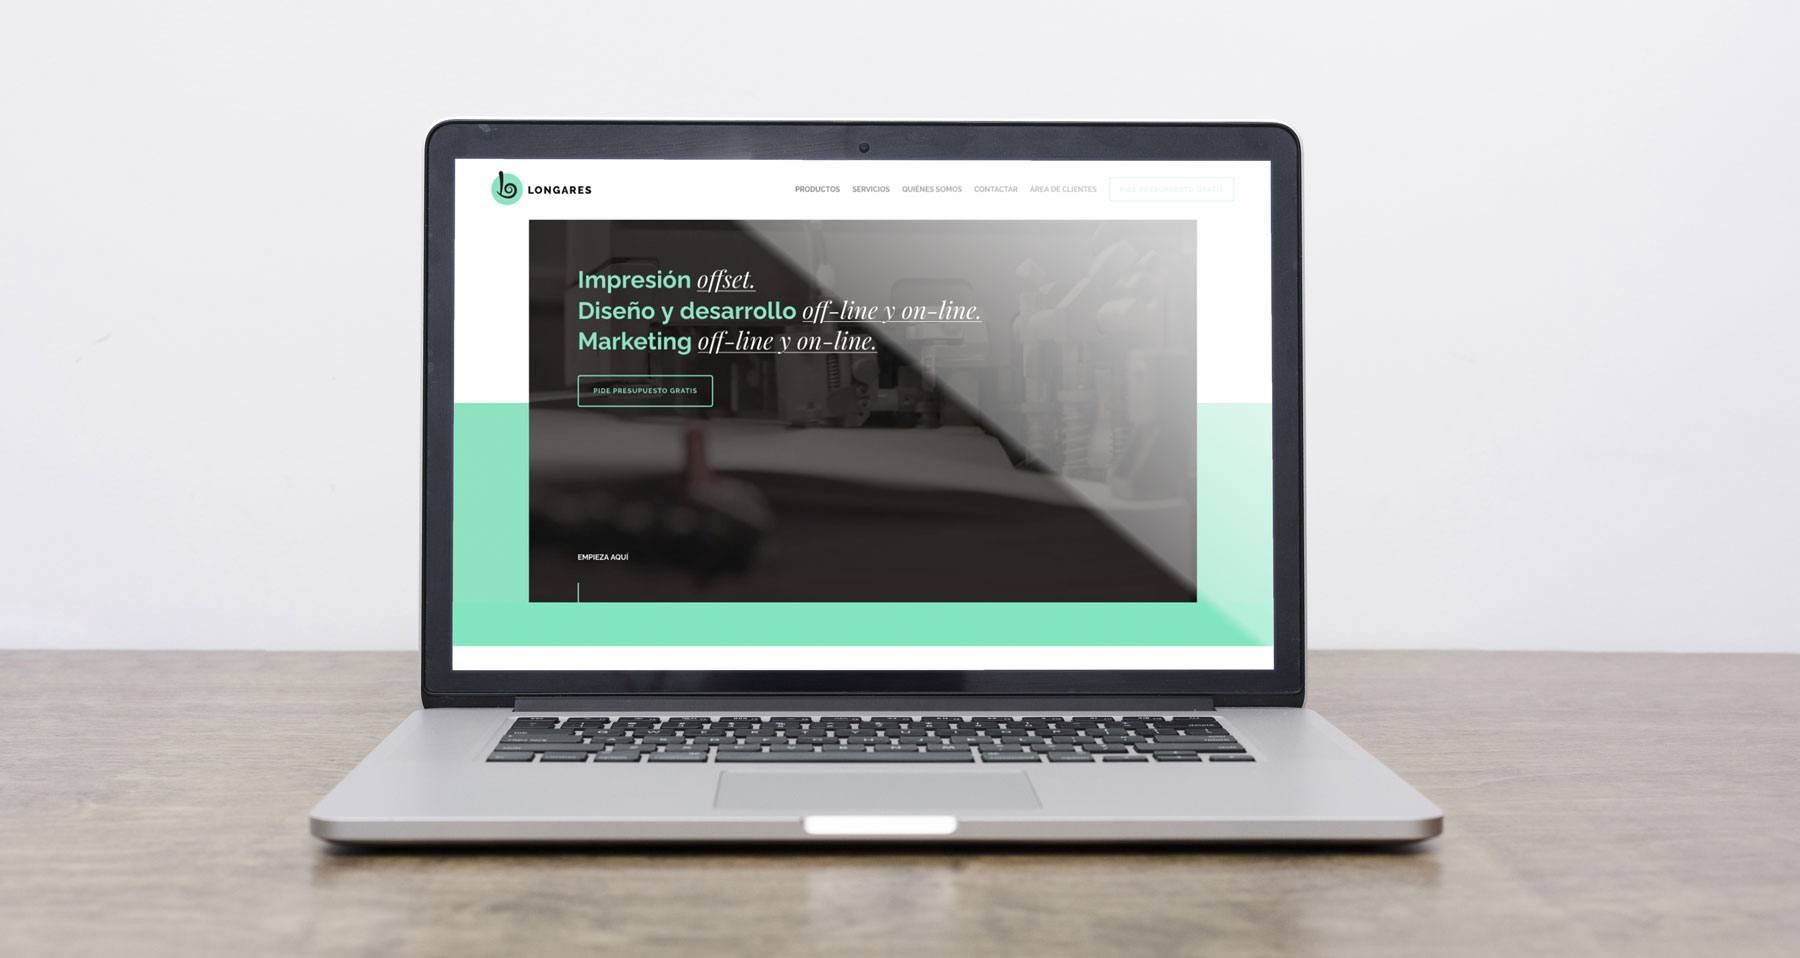 LONGARES
PRODUCTOS SERVICIOS QUIÉNES SOMOS CONTACTAR ÁREA DE CLIENTES PIDE PRESUPUESTO GRATIS
Impresión offset.
Diseño y desarrollo off-line y on-line.
Marketing off-line y on-line.
PIDE PRESUPUESTO GRATIS
EMPIEZA AQUÍ